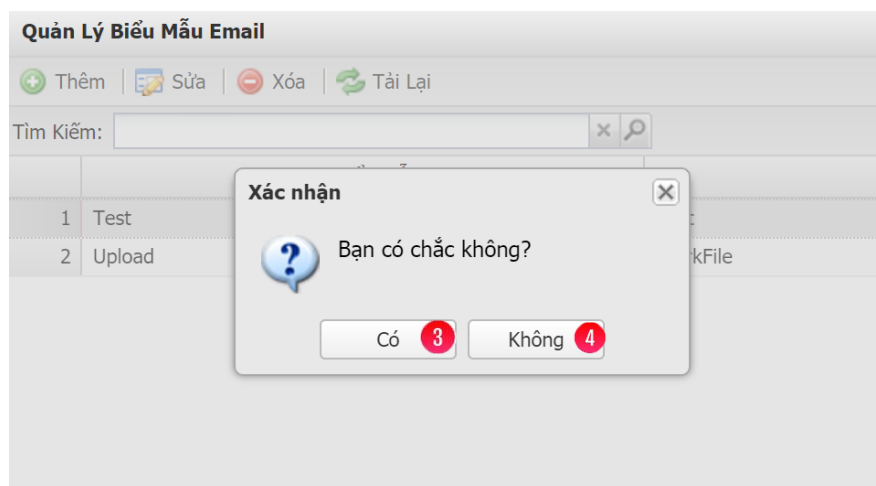 Quản Lý Biểu Mẫu Email
Thêm Sửa Xóa Tải Lại
Tìm Kiếm:
Xác nhận
1 Test
2 Upload
Bạn có chắc không?
Có 3 Không 4